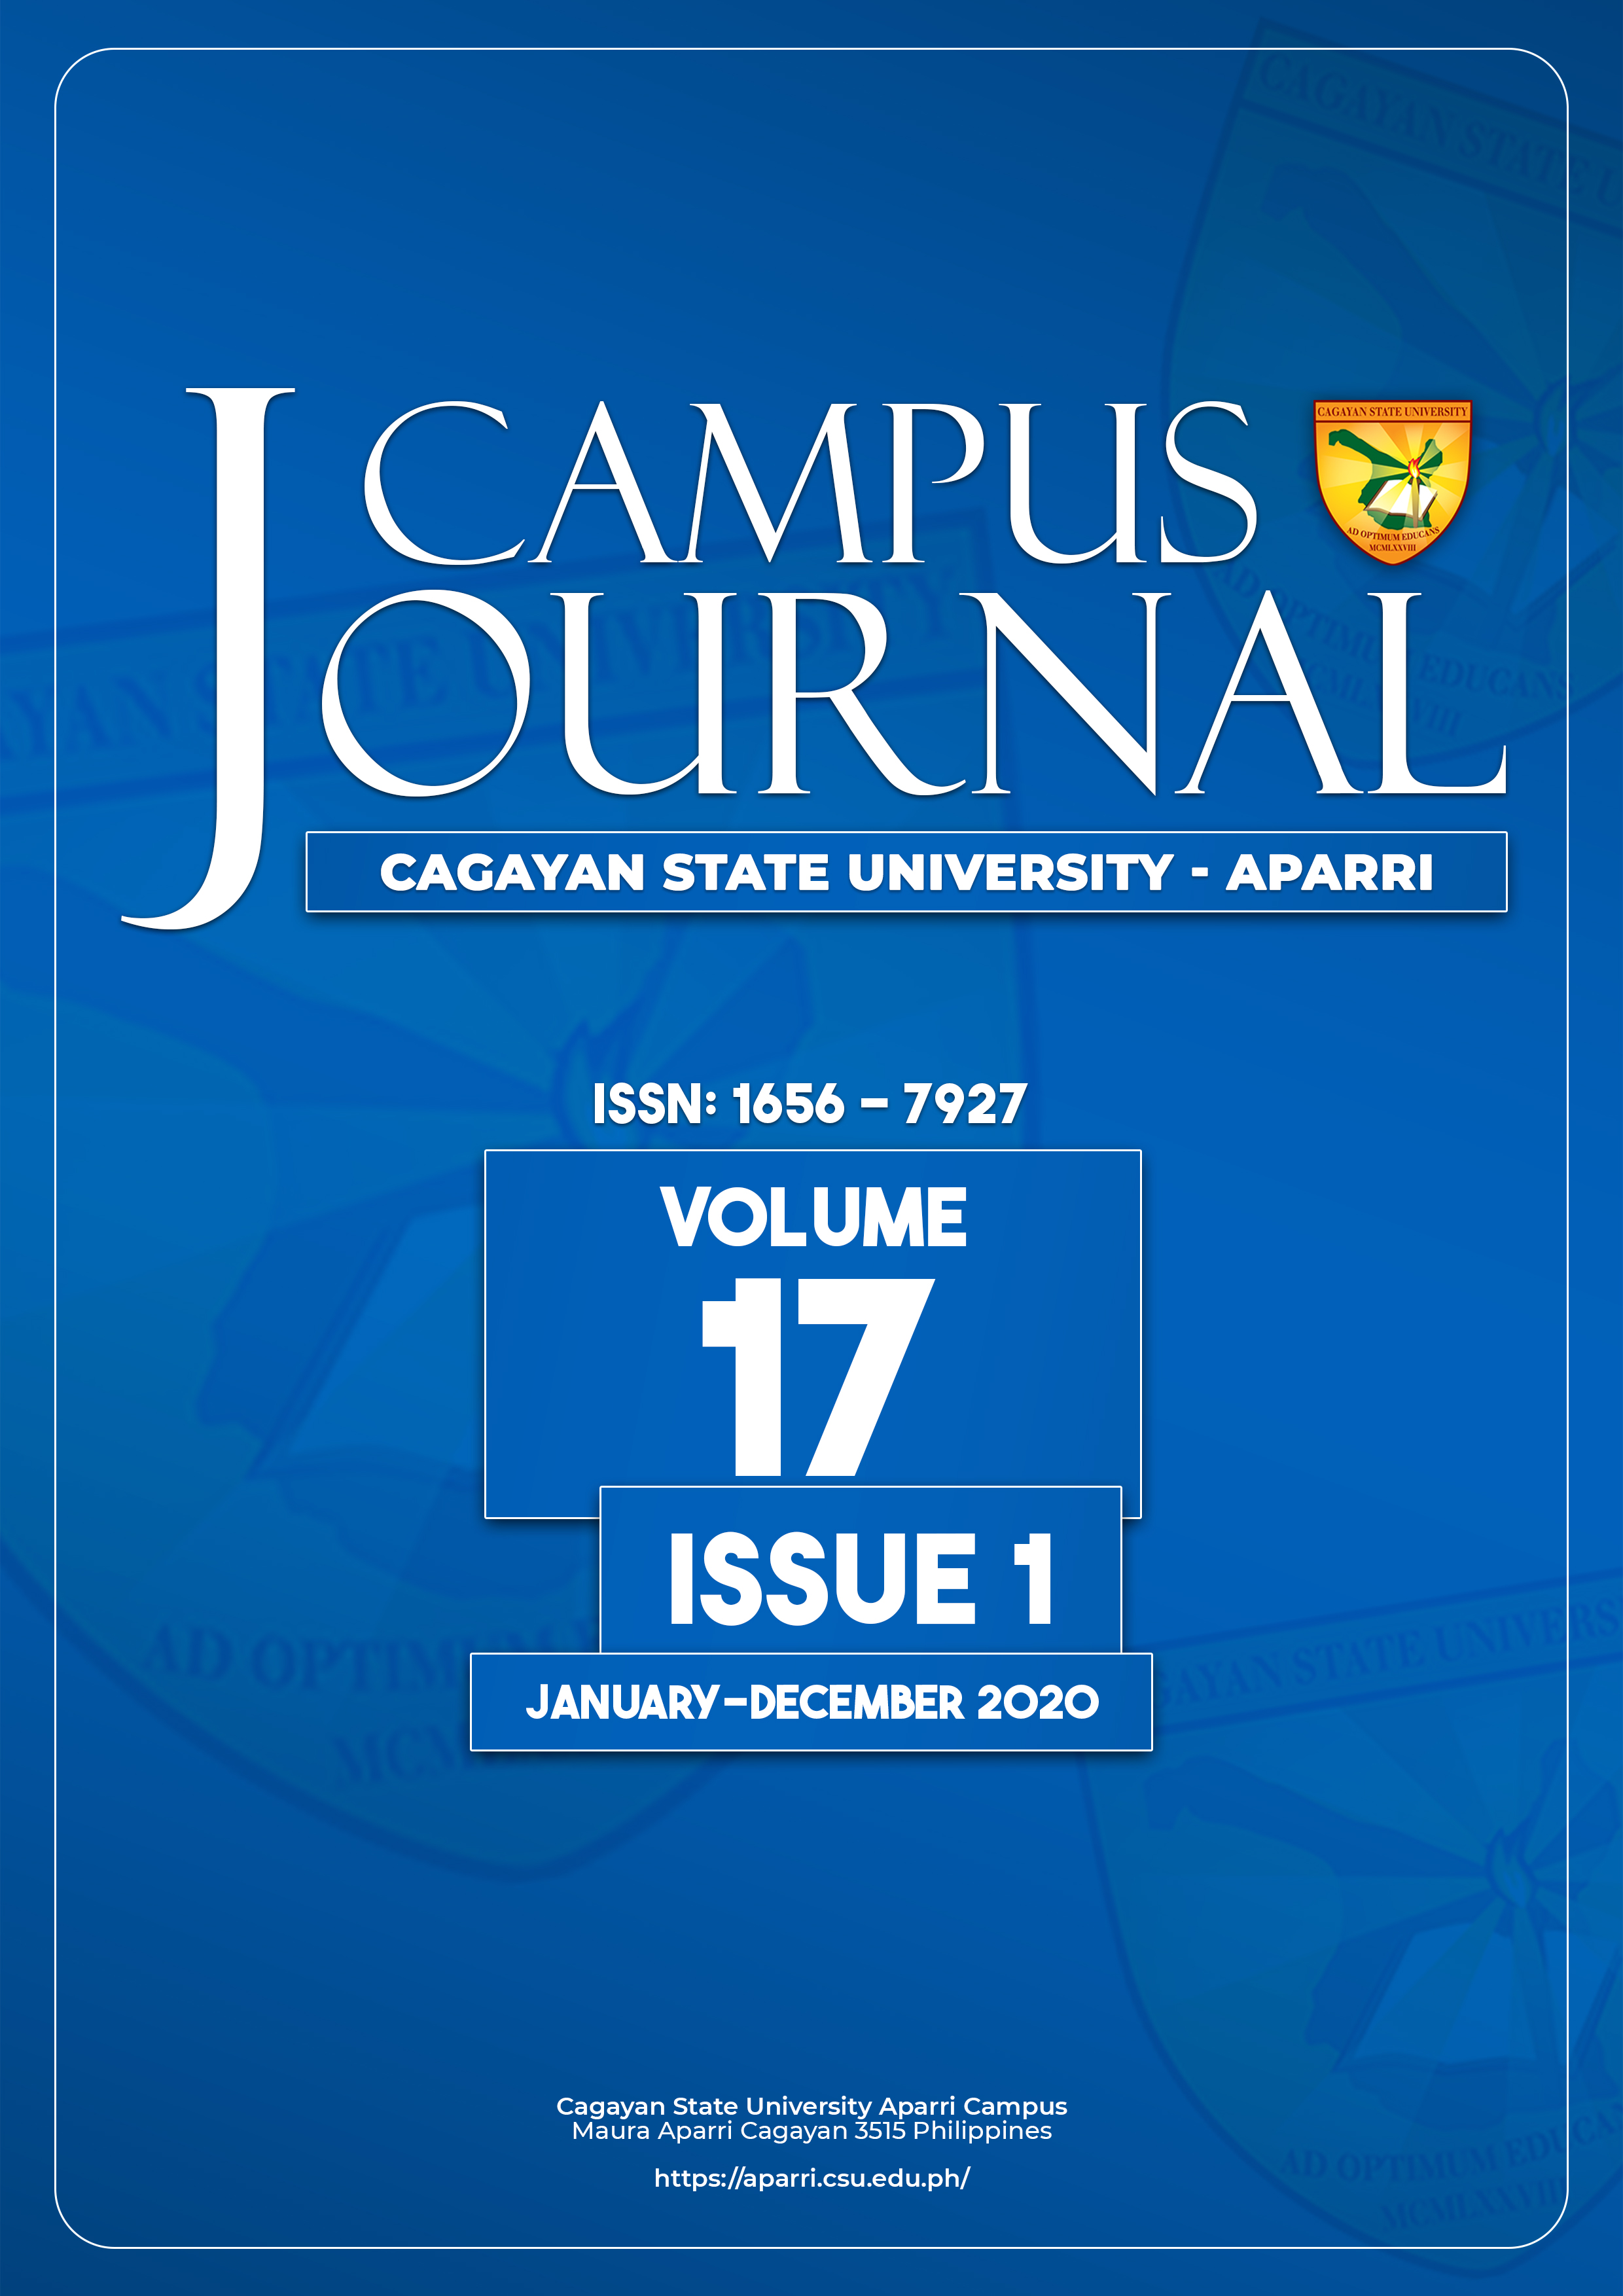 CAMPUS
JOURNAL
CAGAYAN STATE UNIVERSITY
AD OPTIMUM EDUCANS
MCMLXXVIII
CAGAYAN STATE UNIVERSITY - APARRI
ISSN: 1656 – 7927
VOLUME
17
ISSUE 1
JANUARY-DECEMBER 2020
Cagayan State University Aparri Campus
Maura Aparri Cagayan 3515 Philippines
https://aparri.csu.edu.ph/